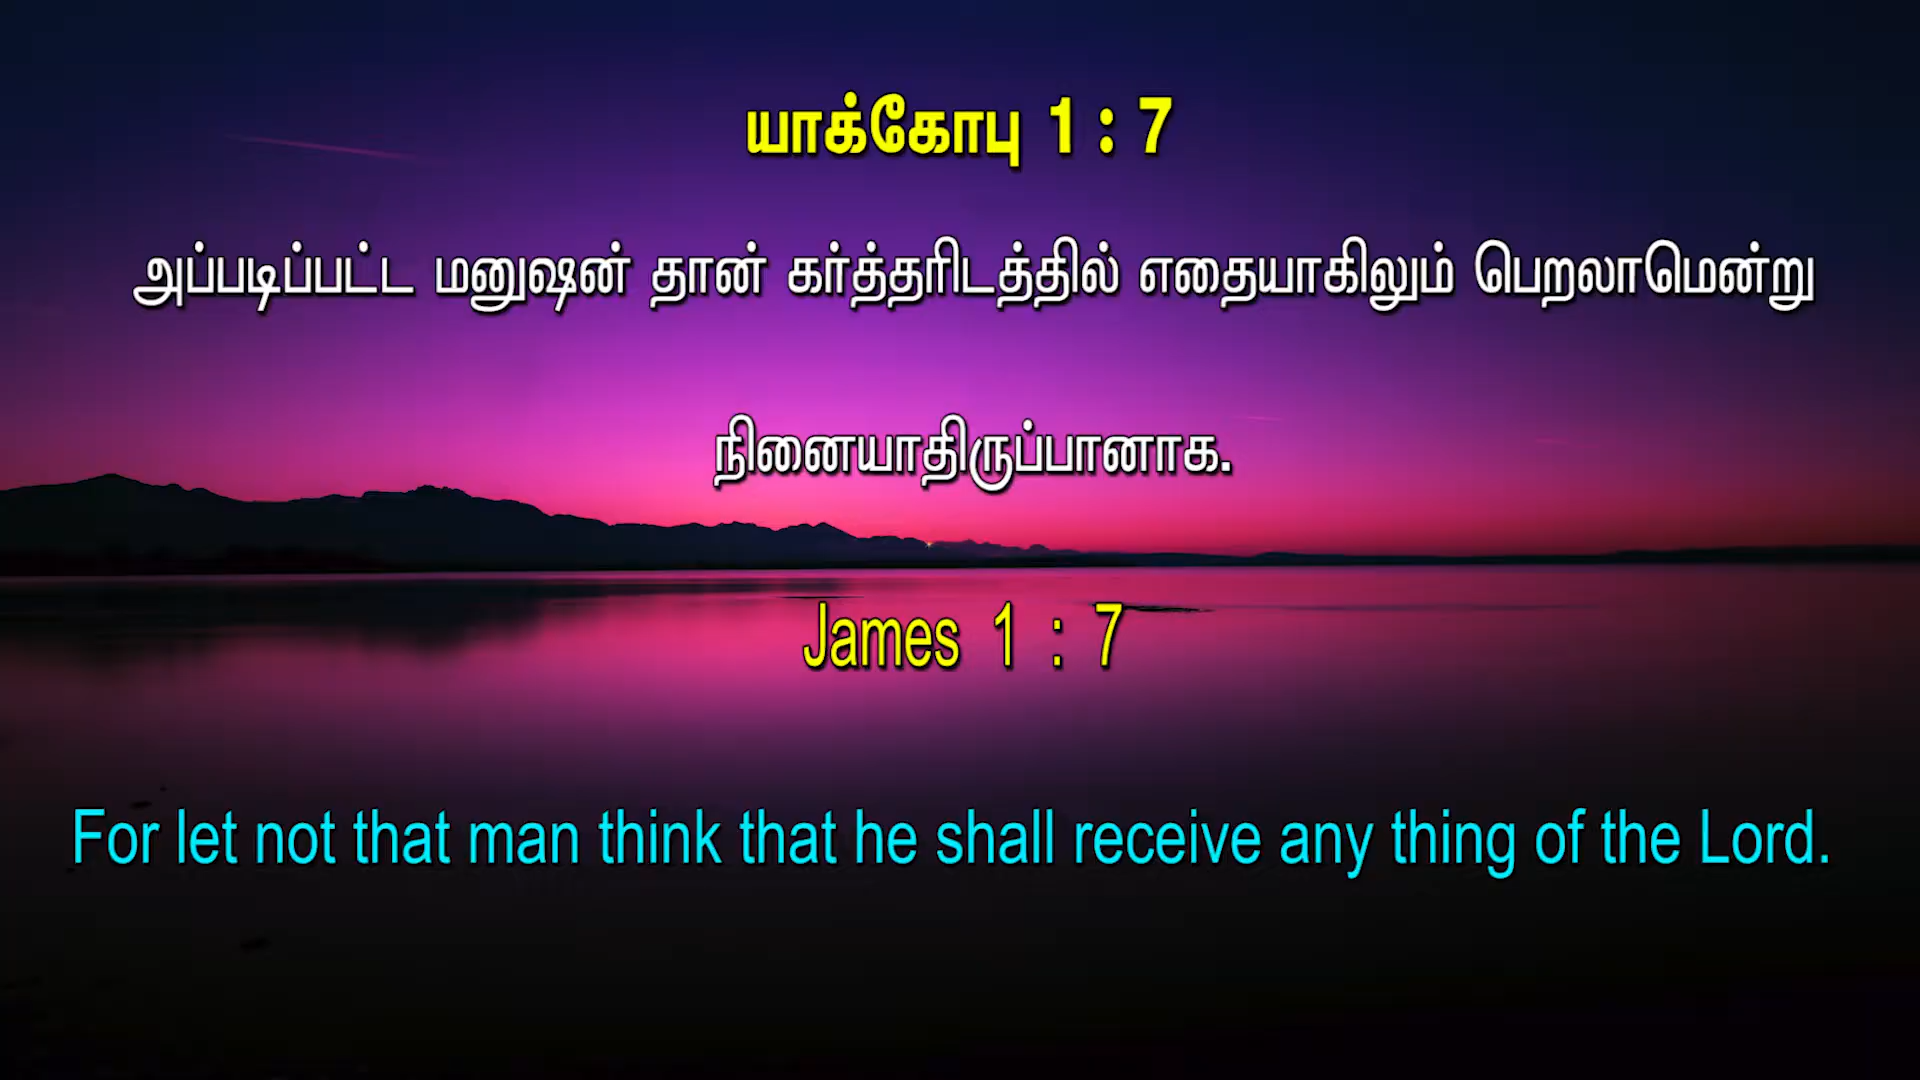 யாக்கோபு 1 : 7
அப்படிப்பட்ட மனுஷன் தான் கர்த்தரிடத்தில் எதையாகிலும் பெறலாமென்று
நினையாதிருப்பானாக.
James 1 : 7
For let not that man think that he shall receive any thing of the Lord.